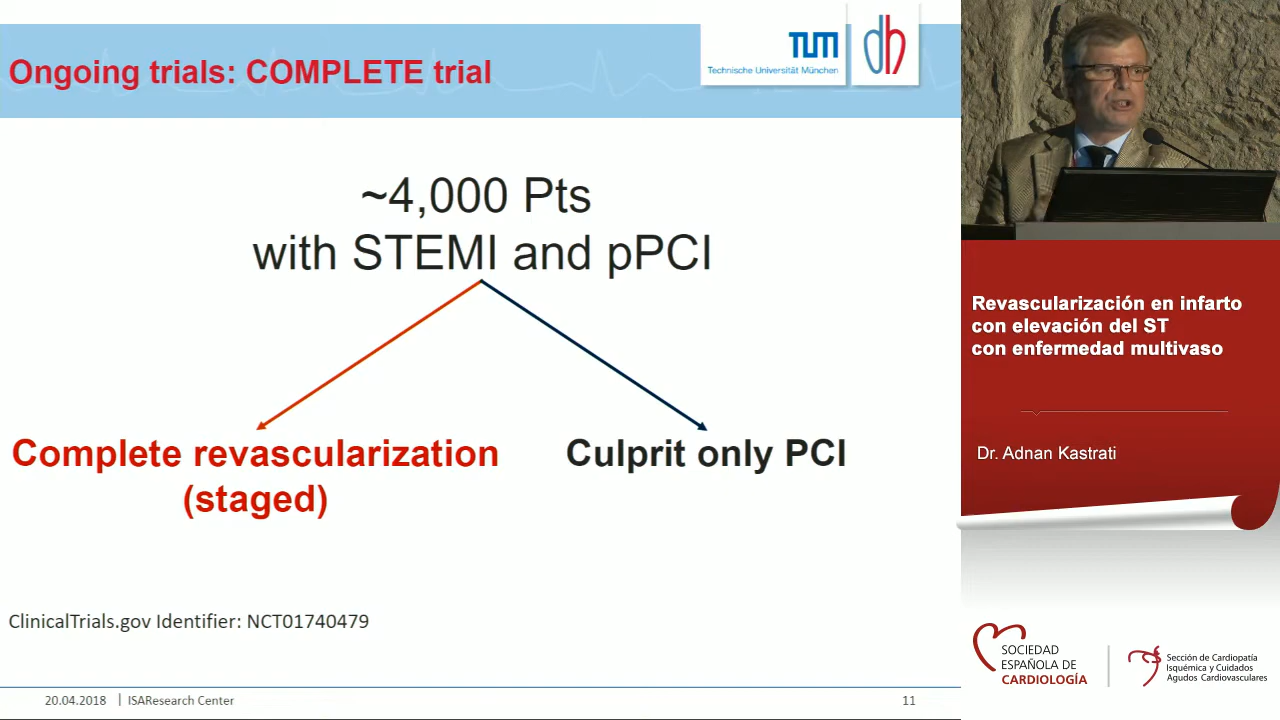 Ongoing trials: COMPLETE trial
TUM
Technische Universität München
~4,000 Pts
with STEMI and pPCI
Complete revascularization
(staged)
Culprit only PCI
ClinicalTrials.gov Identifier: NCT01740479
20.04.2018
ISAResearch Center
11
Revascularización en infarto
con elevación del ST
con enfermedad multivaso
Dr. Adnan Kastrati
SOCIEDAD
ESPAÑOLA DE
CARDIOLOGÍA
Sección de Cardiopatía
Isquémica y Cuidados
Agudos Cardiovasculares